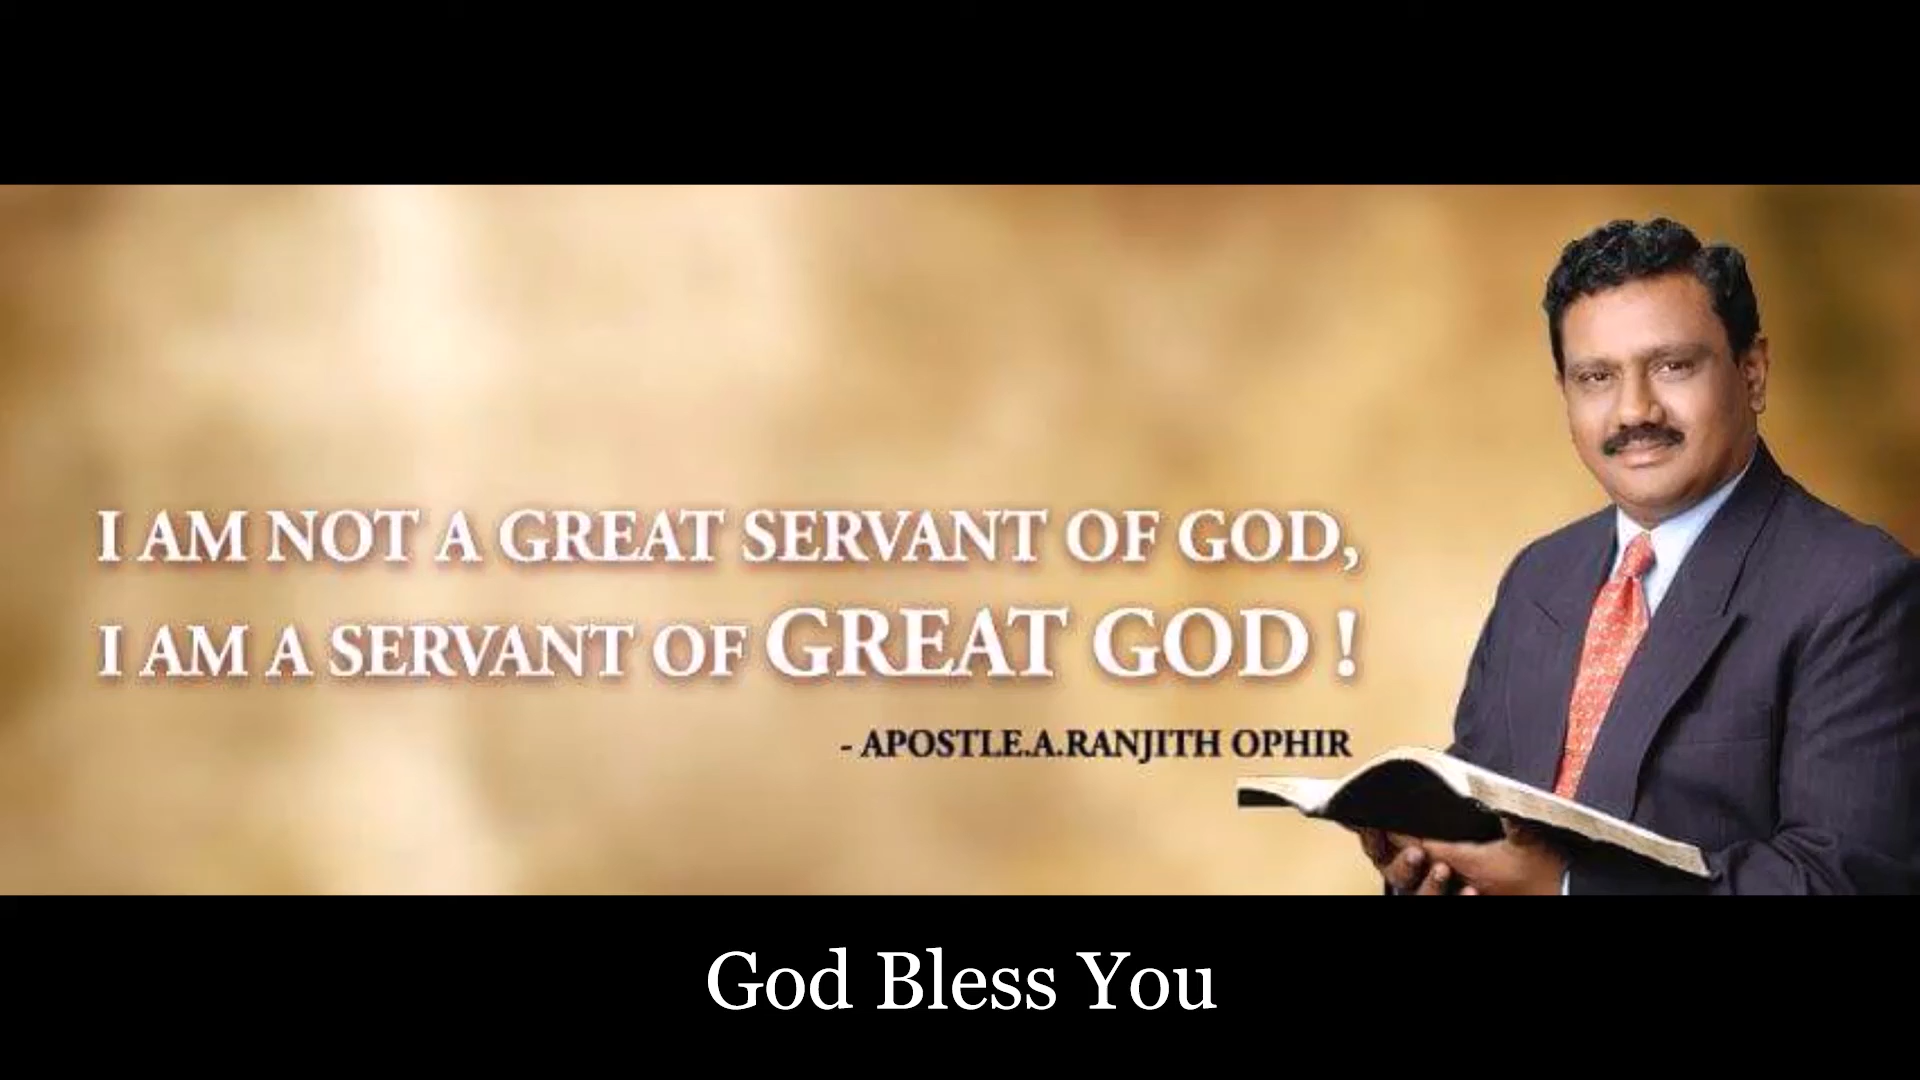 I AM NOT A GREAT SERVANT OF GOD,
I AM A SERVANT OF GREAT GOD !
- APOSTLE.A.RANJITH OPHIR
God Bless You